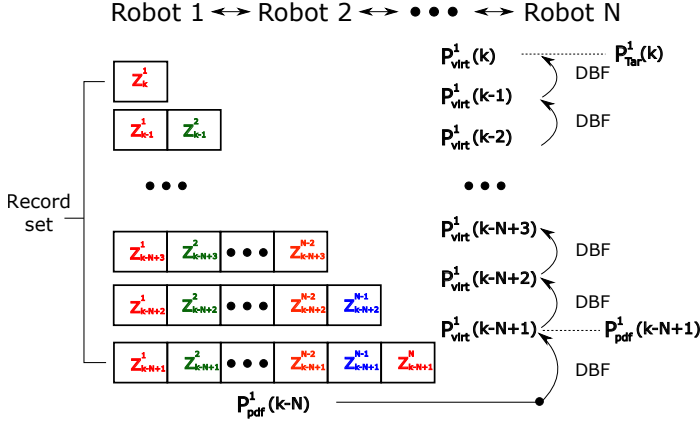 Robot 1 ↔ Robot 2 ↔ ••• ↔ Robot N
P^1_virt(k) P^1_Tar(k)
DBF
Z^1_k
P^1_virt(k-1)
DBF
Z^1_k-1 Z^2_k-1
P^1_virt(k-2)
••• •••
Record
set
P^1_virt(k-N+3)
Z^1_k-N+3 Z^2_k-N+3 ••• Z^N-2_k-N+3
DBF
P^1_virt(k-N+2)
Z^1_k-N+2 Z^2_k-N+2 ••• Z^N-2_k-N+2 Z^N-1_k-N+2
DBF
P^1_virt(k-N+1) P^1_pdf(k-N+1)
Z^1_k-N+1 Z^2_k-N+1 ••• Z^N-2_k-N+1 Z^N-1_k-N+1 Z^N_k-N+1
DBF
P^1_pdf(k-N)